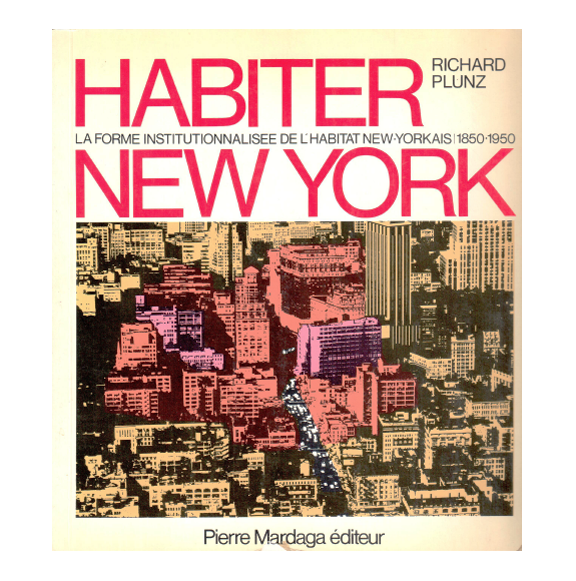 HABITER
RICHARD
PLUNZ
LA FORME INSTITUTIONNALISEE DE L'HABITAT NEW-YORKAIS|1850-1950
NEW YORK
Pierre Mardaga éditeur